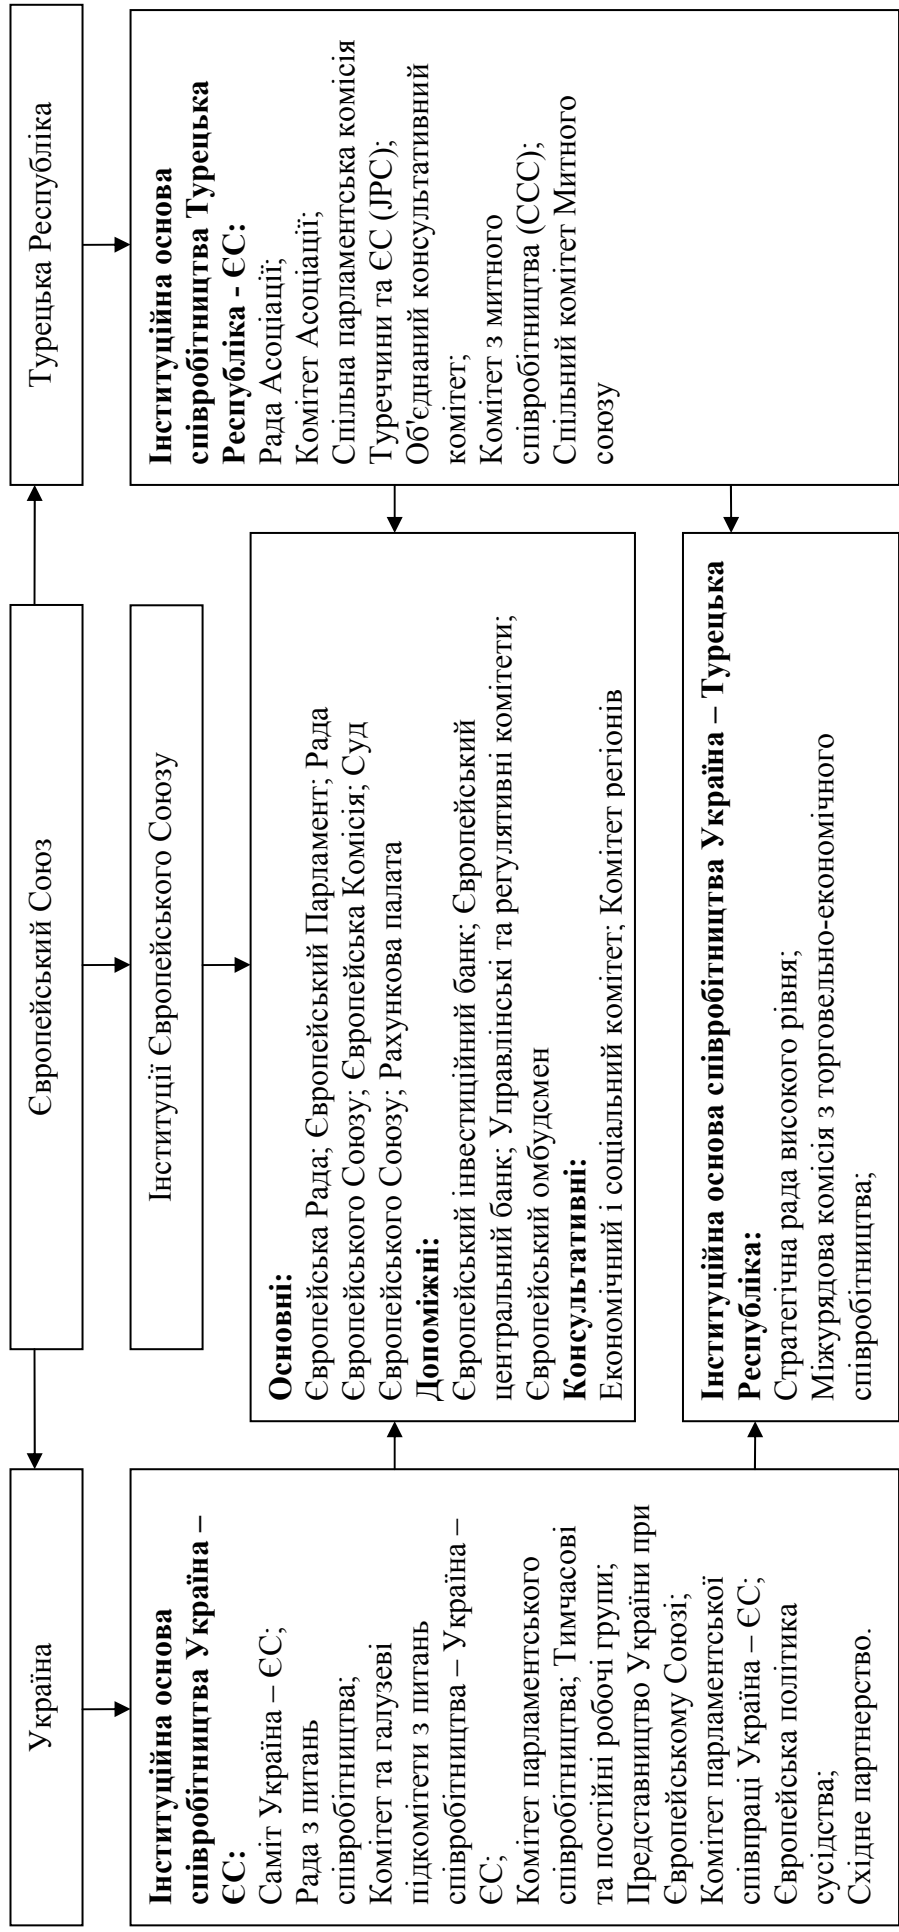 Україна
Європейський Союз
Турецька Республіка
Інституції Європейського Союзу
Інституційна основа
співробітництва Україна –
ЄС:
Саміт Україна – ЄС;
Рада з питань
співробітництва;
Комітет та галузеві
підкомітети з питань
співробітництва – Україна –
ЄС;
Комітет парламентського
співробітництва; Тимчасові
та постійні робочі групи;
Представництво України при
Європейському Союзі;
Комітет парламентської
співпраці Україна – ЄС;
Європейська політика
сусідства;
Східне партнерство.
Основні:
Європейська Рада; Європейський Парламент; Рада
Європейського Союзу; Європейська Комісія; Суд
Європейського Союзу; Рахункова палата
Допоміжні:
Європейський інвестиційний банк; Європейський
центральний банк; Управлінські та регулятивні комітети;
Європейський омбудсмен
Консультативні:
Економічний і соціальний комітет; Комітет регіонів
Інституційна основа співробітництва Україна – Турецька
Республіка:
Стратегічна рада високого рівня;
Міжурядова комісія з торговельно-економічного
співробітництва;
Інституційна основа
співробітництва Турецька
Республіка - ЄС:
Рада Асоціації;
Комітет Асоціації;
Спільна парламентська комісія
Туреччини та ЄС (JPC);
Об'єднаний консультативний
комітет;
Комітет з митного
співробітництва (CCC);
Спільний комітет Митного
союзу